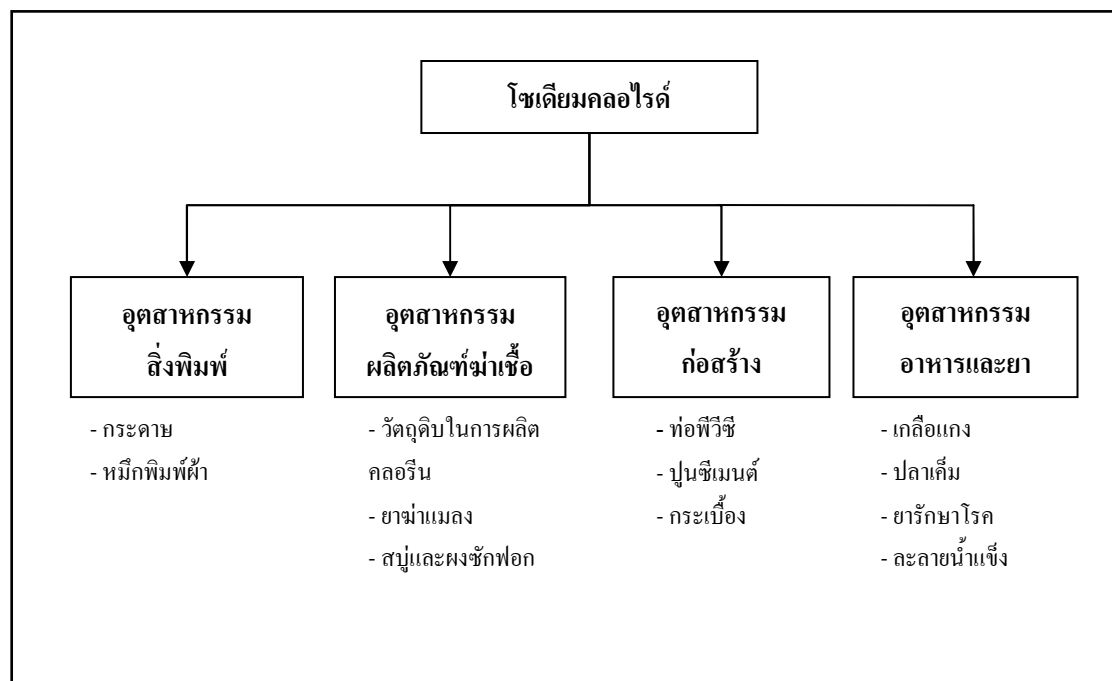 โซเดียมคลอไรด์
อุตสาหกรรม
สิ่งพิมพ์
- กระดาษ
- หมึกพิมพ์ผ้า
อุตสาหกรรม
ผลิตภัณฑ์ฆ่าเชื้อ
- วัตถุดิบในการผลิต
คลอรีน
- ยาฆ่าแมลง
- สบู่และผงซักฟอก
อุตสาหกรรม
ก่อสร้าง
- ท่อพีวีซี
- ปูนซีเมนต์
- กระเบื้อง
อุตสาหกรรม
อาหารและยา
- เกลือแกง
- ปลาเค็ม
- ยารักษาโรค
- ละลายน้ำแข็ง